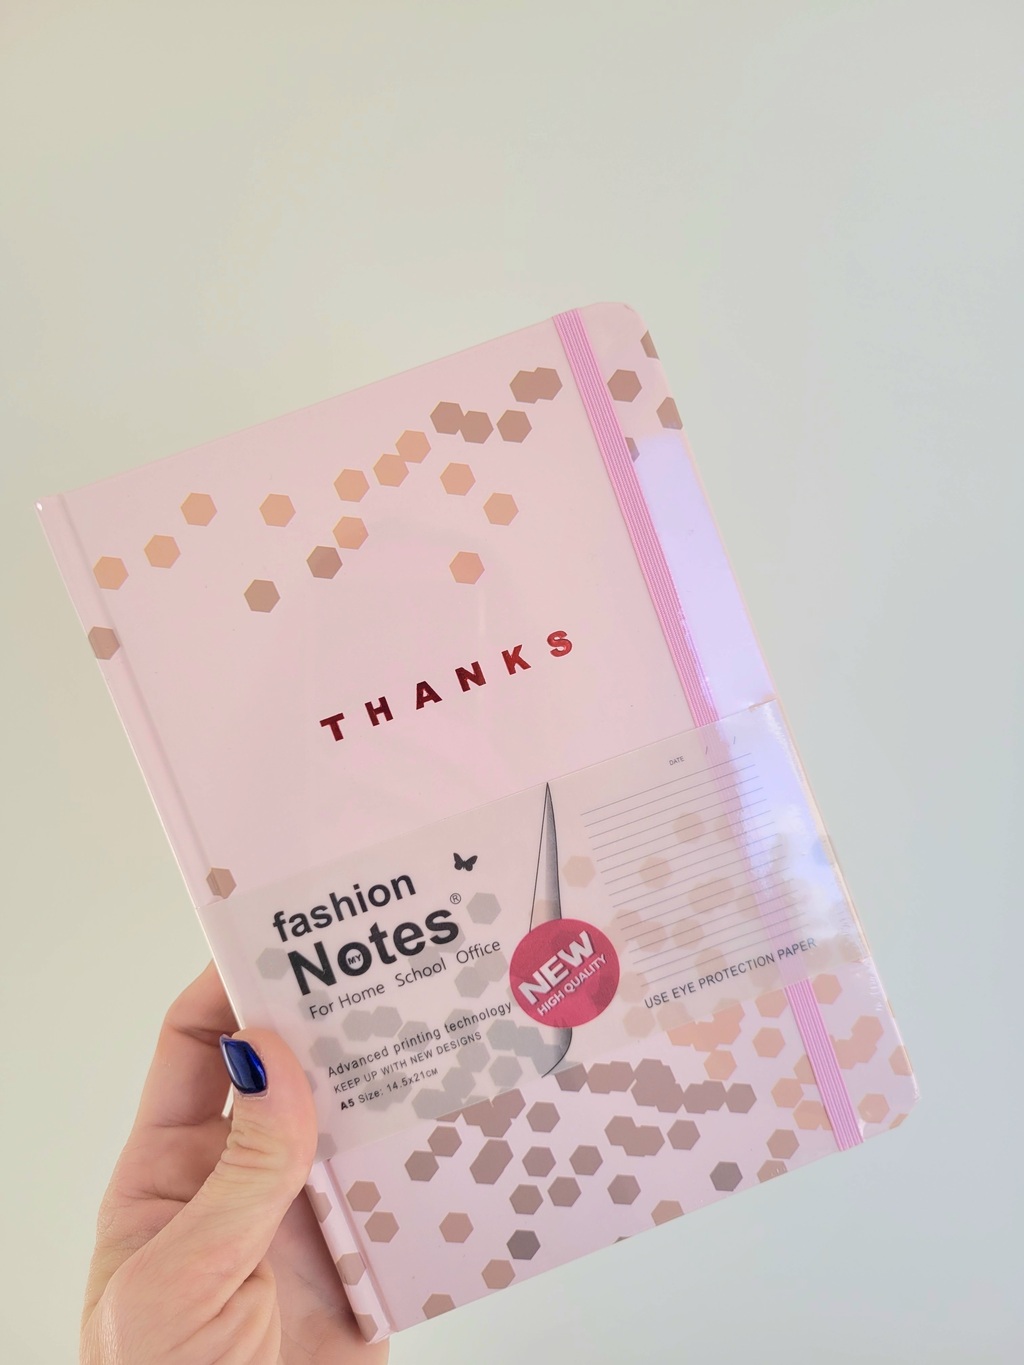 THANKS
DATE / /
fashion
Notes®
MY
For Home School Office
NEW
HIGH QUALITY
USE EYE PROTECTION PAPER
Advanced printing technology
KEEP UP WITH NEW DESIGNS
A5 Size: 14.5x21CM